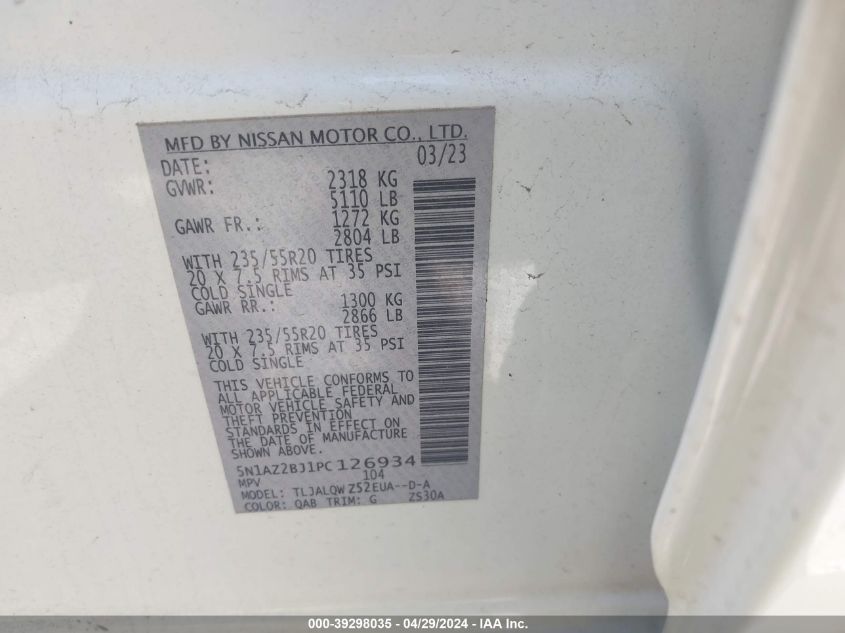 MFD BY NISSAN MOTOR CO., LTD.
DATE: 03/23
GVWR: 2318 KG
5110 LB
GAWR FR.: 1272 KG
2804 LB
WITH 235/55R20 TIRES
20 X 7.5 RIMS AT 35 PSI
COLD SINGLE
GAWR RR.: 1300 KG
2866 LB
WITH 235/55R20 TIRES
20 X 7.5 RIMS AT 35 PSI
COLD SINGLE
THIS VEHICLE CONFORMS TO
ALL APPLICABLE FEDERAL
MOTOR VEHICLE SAFETY AND
THEFT PREVENTION
STANDARDS IN EFFECT ON
THE DATE OF MANUFACTURE
SHOWN ABOVE.
5N1AZ2BJ1PC126934
MPV 104
MODEL: TLJALQWZS2EUA--D-A
COLOR: QAB TRIM: G ZS30A
000-39298035 - 04/29/2024 - IAA Inc.